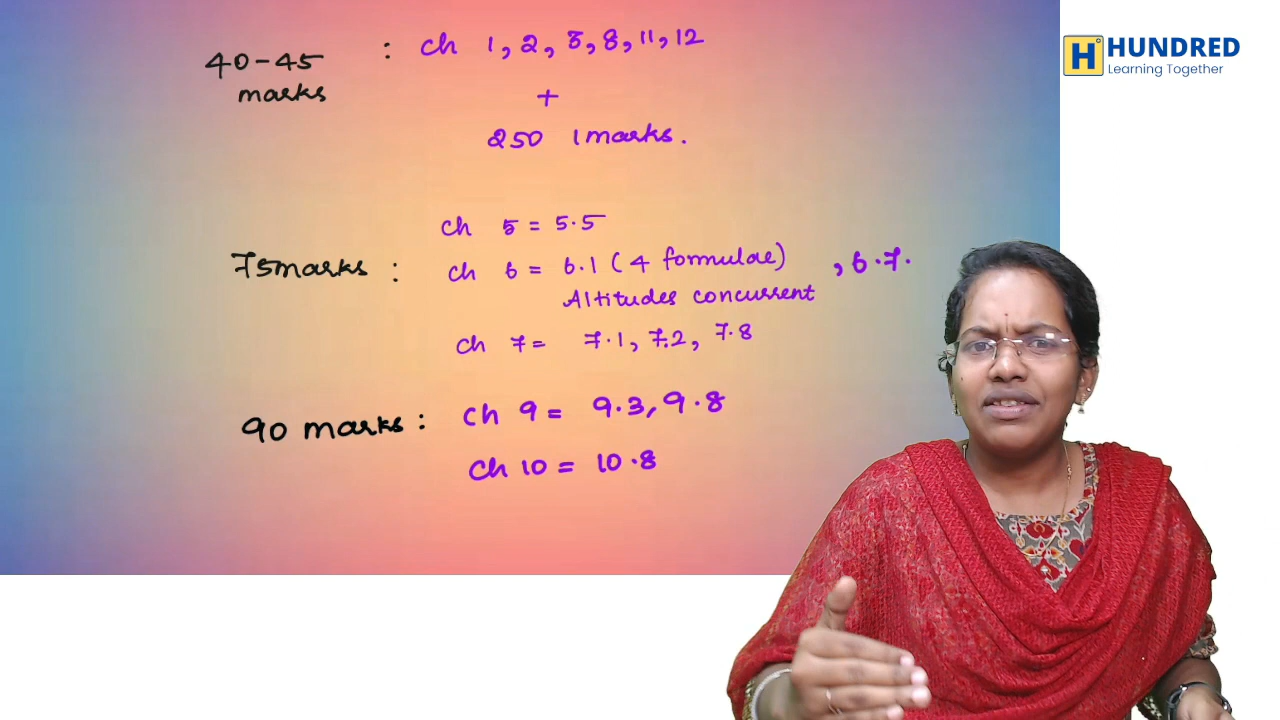 HUNDRED
Learning Together
40-45 marks : ch 1, 2, 3, 8, 11, 12
+
250 1marks.
75marks :
ch 5 = 5.5
ch 6 = 6.1 ( 4 formulae) , 6.7.
Altitudes concurrent
ch 7 = 7.1, 7.2, 7.8
90 marks : ch 9 = 9.3, 9.8
ch 10 = 10.8